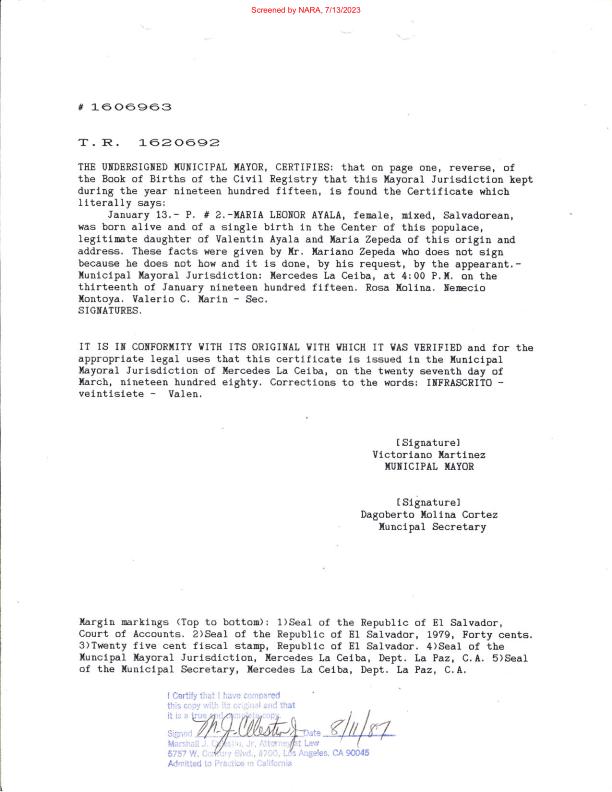 Screened by NARA, 7/13/2023
# 1606963
T.R. 1620692
THE UNDERSIGNED MUNICIPAL MAYOR, CERTIFIES: that on page one, reverse, of
the Book of Births of the Civil Registry that this Mayoral Jurisdiction kept
during the year nineteen hundred fifteen, is found the Certificate which
literally says:
January 13.- P. # 2.-MARIA LEONOR AYALA, female, mixed, Salvadorean,
was born alive and of a single birth in the Center of this populace,
legitimate daughter of Valentin Ayala and Maria Zepeda of this origin and
address. These facts were given by Mr. Mariano Zepeda who does not sign
because he does not how and it is done, by his request, by the appearant.-
Municipal Mayoral Jurisdiction: Mercedes La Ceiba, at 4:00 P.M. on the
thirteenth of January nineteen hundred fifteen. Rosa Molina. Nemecio
Montoya. Valerio C. Marin - Sec.
SIGNATURES.
IT IS IN CONFORMITY WITH ITS ORIGINAL WITH WHICH IT WAS VERIFIED and for the
appropriate legal uses that this certificate is issued in the Municipal
Mayoral Jurisdiction of Mercedes La Ceiba, on the twenty seventh day of
March, nineteen hundred eighty. Corrections to the words: INFRASCRITO -
veintisiete - Valen.
[Signature]
Victoriano Martinez
MUNICIPAL MAYOR
[Signature]
Dagoberto Molina Cortez
Muncipal Secretary
Margin markings (Top to bottom): 1)Seal of the Republic of El Salvador,
Court of Accounts. 2)Seal of the Republic of El Salvador, 1979, Forty cents.
3)Twenty five cent fiscal stamp, Republic of El Salvador. 4)Seal of the
Muncipal Mayoral Jurisdiction, Mercedes La Ceiba, Dept. La Paz, C.A. 5)Seal
of the Municipal Secretary, Mercedes La Ceiba, Dept. La Paz, C.A.
I Certify that I have compared
this copy with its original and that
it is a true and complete copy.
Signed Date 8/11/87
Marshall J. Jr, Attorney at Law
5757 W. Century Blvd., #700, Los Angeles, CA 90045
Admitted to Practice in California